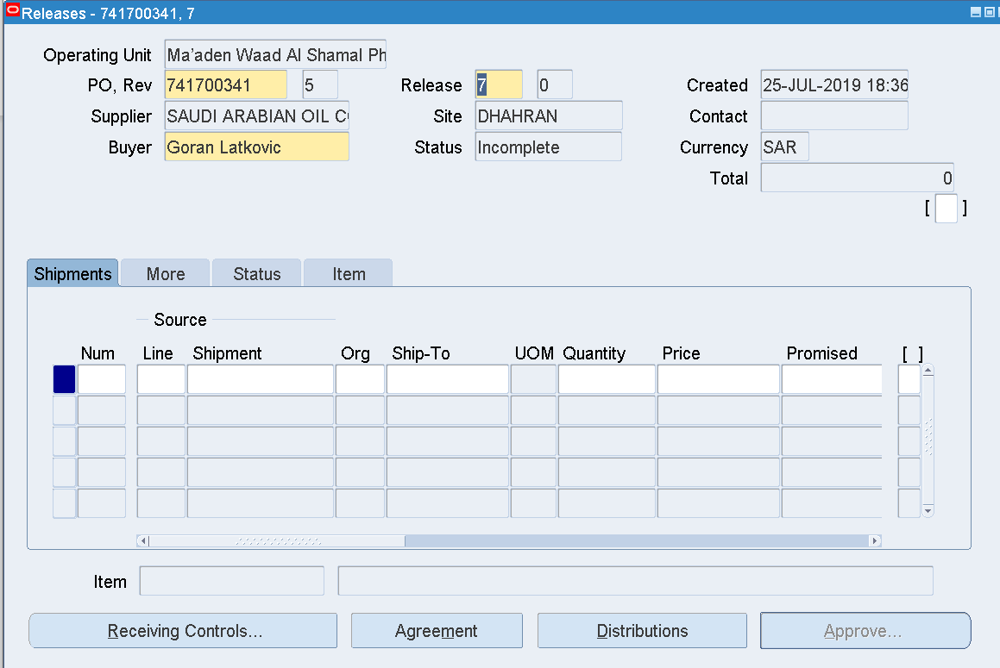 Releases - 741700341, 7
Operating Unit Ma'aden Waad Al Shamal Ph
PO, Rev 741700341 5 Release 7 0 Created 25-JUL-2019 18:36
Supplier SAUDI ARABIAN OIL CO Site DHAHRAN Contact
Buyer Goran Latkovic Status Incomplete Currency SAR
Total 0
[ ]
Shipments More Status Item
Source
Num Line Shipment Org Ship-To UOM Quantity Price Promised [ ]
Item
Receiving Controls... Agreement Distributions Approve...